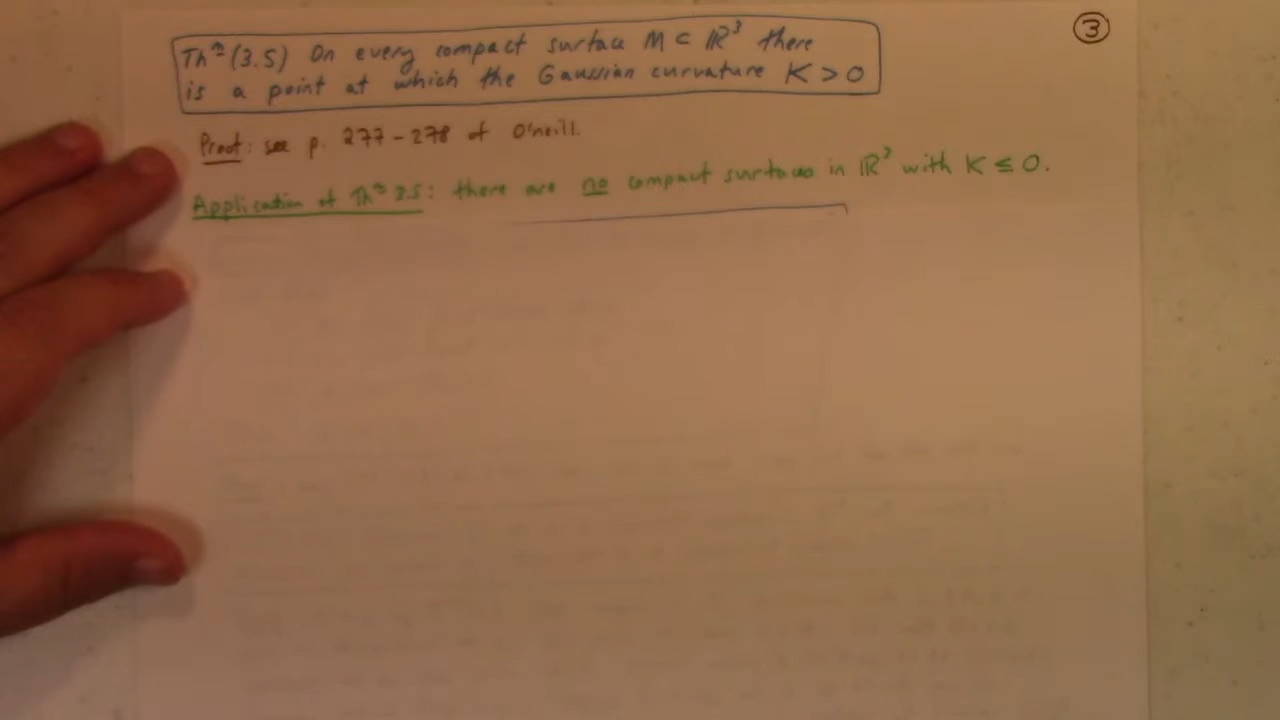 ③
Thᵐ (3.5) On every compact surface M ⊂ ℝ³ there
is a point at which the Gaussian curvature K > 0
Proof: see p. 277-278 of O'neill.
Application of Thᵐ 3.5: there are no compact surfaces in ℝ³ with K ≤ 0.